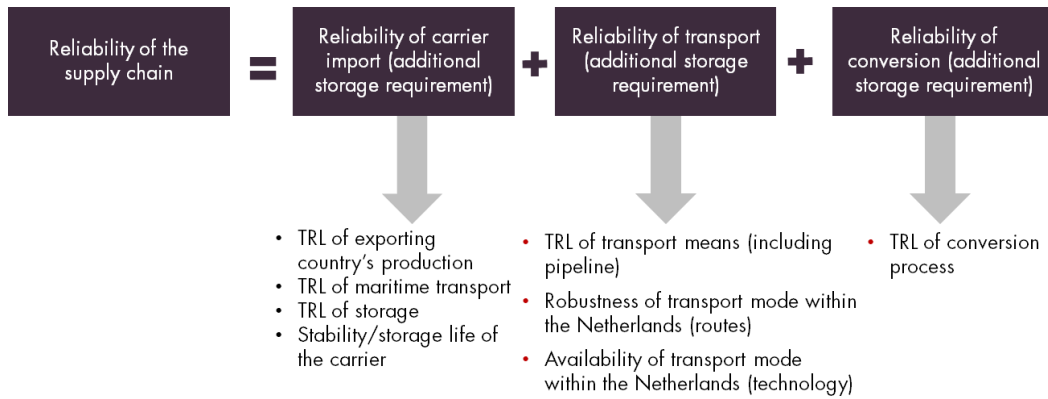 Reliability of the
supply chain
=
Reliability of carrier
import (additional
storage requirement)
+
Reliability of transport
(additional storage
requirement)
+
Reliability of
conversion (additional
storage requirement)
• TRL of exporting
country's production
• TRL of maritime transport
• TRL of storage
• Stability/storage life of
the carrier
• TRL of transport means (including
pipeline)
• Robustness of transport mode within
the Netherlands (routes)
• Availability of transport mode
within the Netherlands (technology)
• TRL of conversion
process